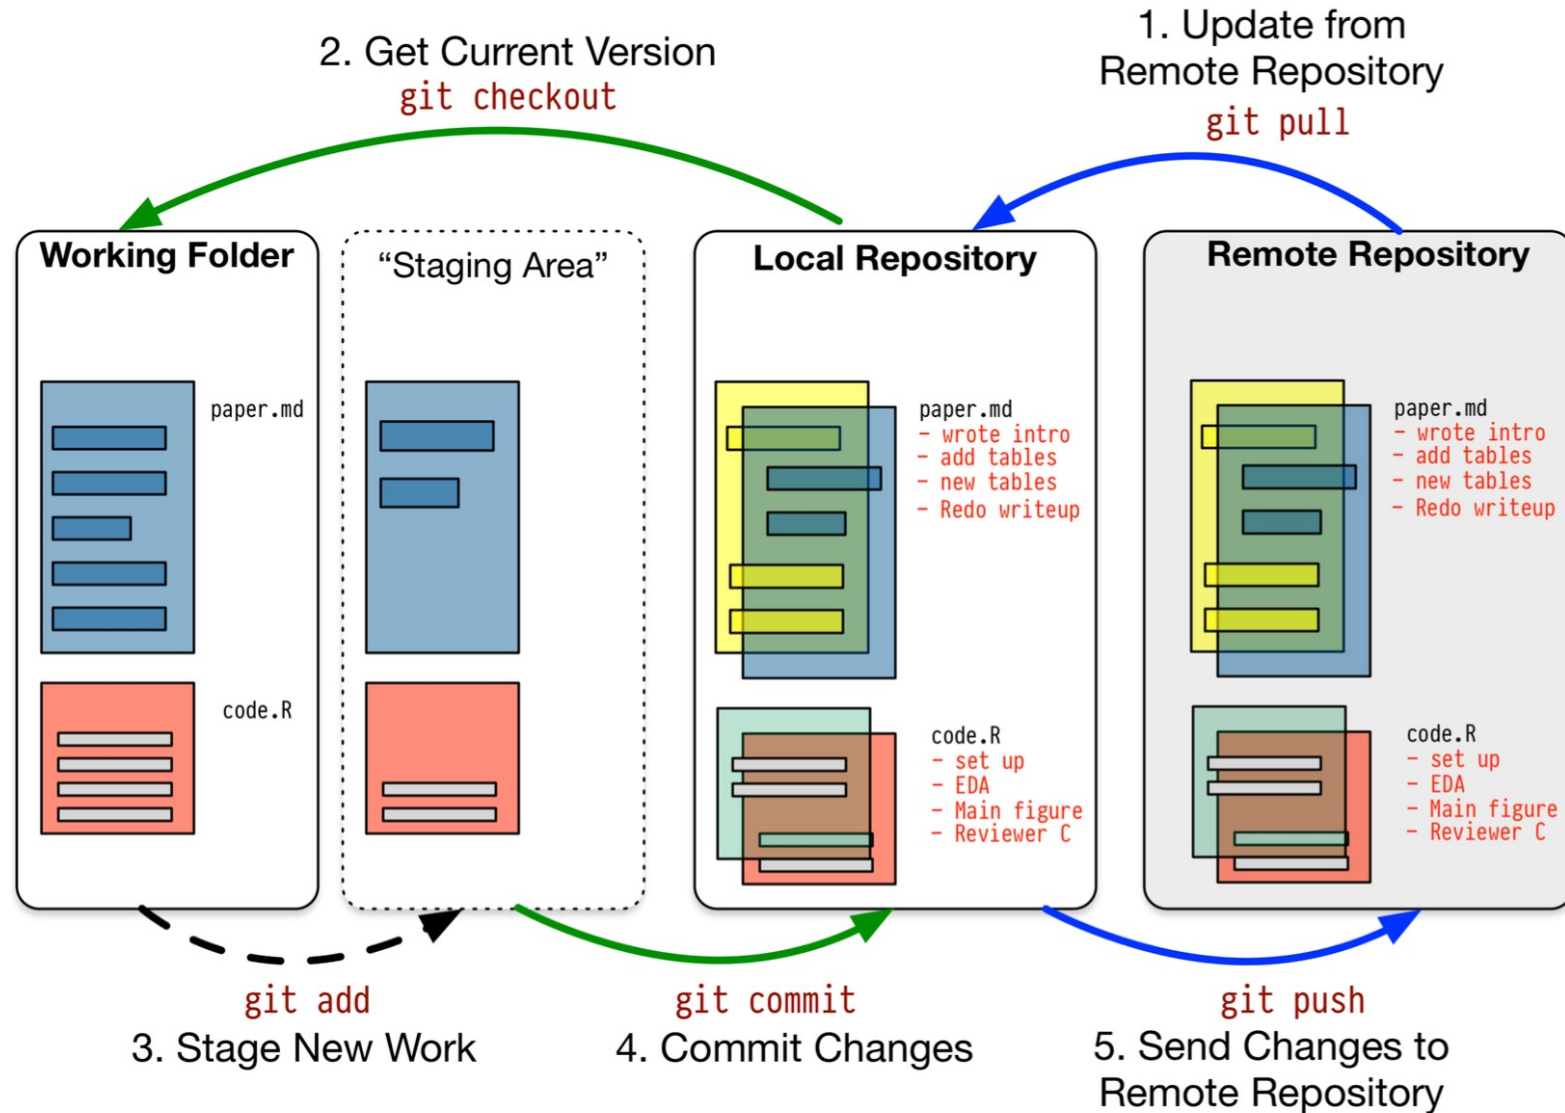 2. Get Current Version
git checkout
1. Update from
Remote Repository
git pull
Working Folder
paper.md
code.R
“Staging Area”
Local Repository
paper.md
- wrote intro
- add tables
- new tables
- Redo writeup
code.R
- set up
- EDA
- Main figure
- Reviewer C
Remote Repository
paper.md
- wrote intro
- add tables
- new tables
- Redo writeup
code.R
- set up
- EDA
- Main figure
- Reviewer C
git add
3. Stage New Work
git commit
4. Commit Changes
git push
5. Send Changes to
Remote Repository